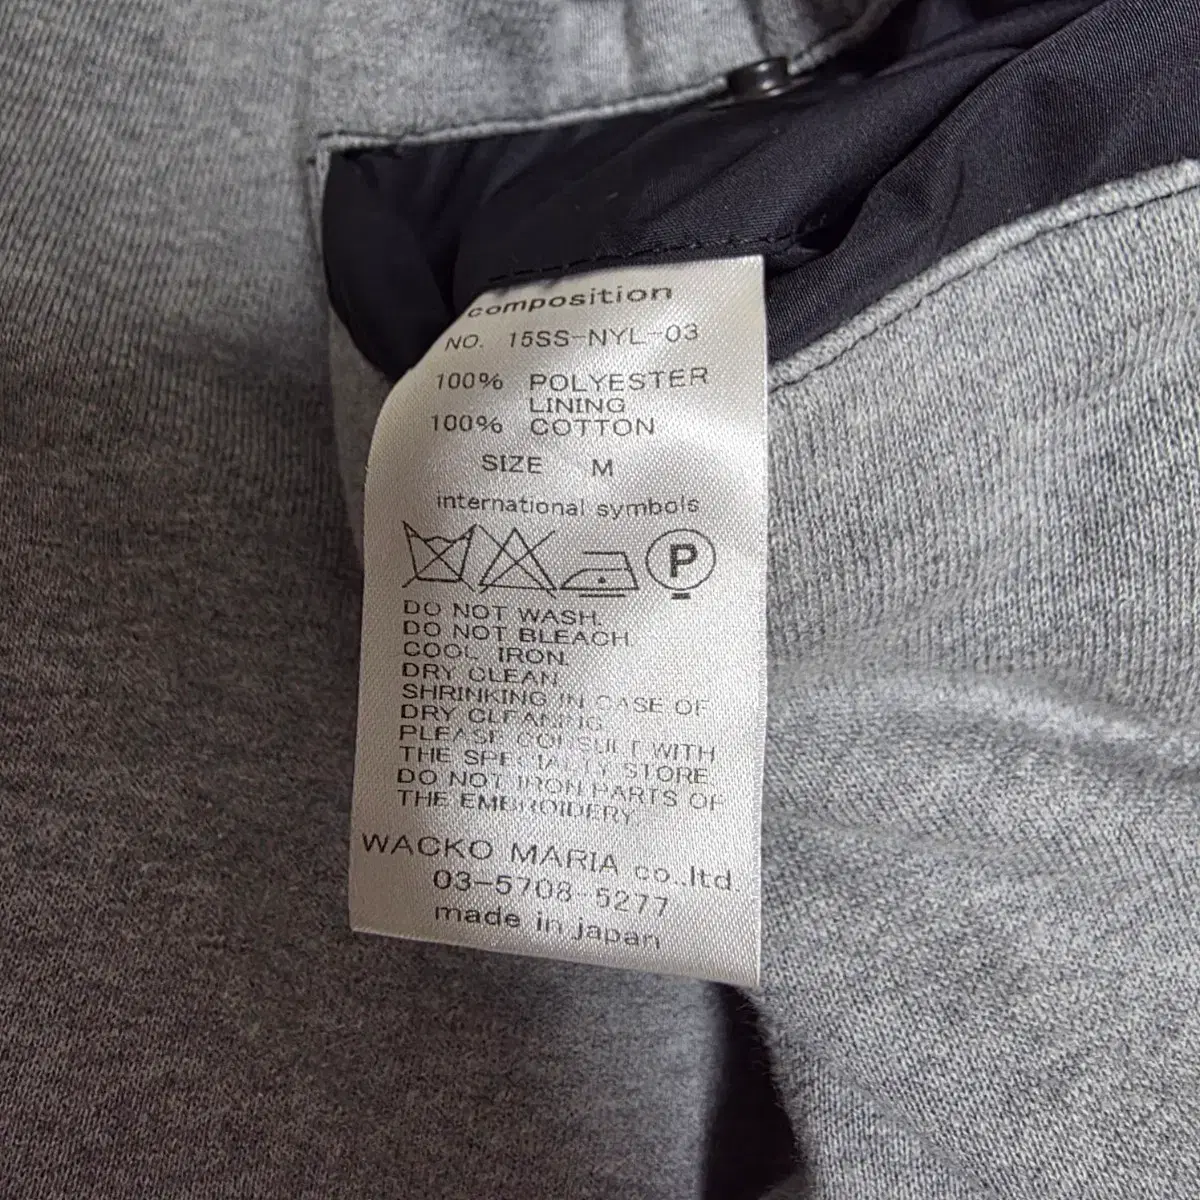 composition
NO. 15SS-NYL-03
100% POLYESTER
LINING
100% COTTON
SIZE M
international symbols
P
DO NOT WASH.
DO NOT BLEACH.
COOL IRON.
DRY CLEAN.
SHRINKING IN CASE OF
DRY CLEANING.
PLEASE CONSULT WITH
THE SPECIALTY STORE
DO NOT IRON PARTS OF
THE EMBROIDERY.
WACKO MARIA co.,ltd.
03-5708-5277
made in japan